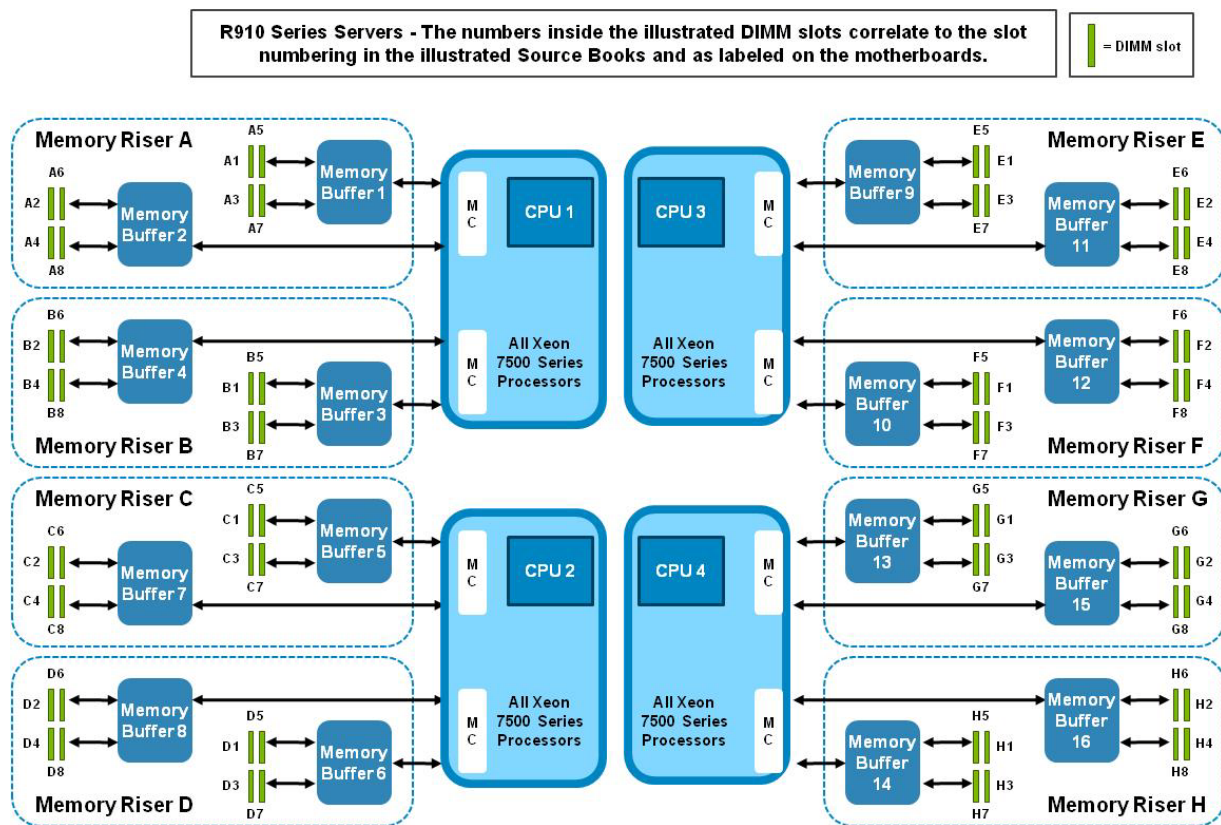 R910 Series Servers - The numbers inside the illustrated DIMM slots correlate to the slot
numbering in the illustrated Source Books and as labeled on the motherboards.
= DIMM slot
Memory Riser A
A5
A1
A3
A7
Memory
Buffer 1
A6
A2
A4
A8
Memory
Buffer 2
M
C
CPU 1
Memory Riser B
B6
B2
B4
B8
Memory
Buffer 4
B5
B1
B3
B7
Memory
Buffer 3
M
C
All Xeon
7500 Series
Processors
M
C
CPU 3
Memory Riser E
E5
E1
E3
E7
Memory
Buffer 9
E6
E2
E4
E8
Memory
Buffer
11
M
C
All Xeon
7500 Series
Processors
F6
F2
F4
F8
Memory
Buffer
12
F5
F1
F3
F7
Memory
Buffer
10
Memory Riser F
Memory Riser C
C5
C1
C3
C7
Memory
Buffer 5
C6
C2
C4
C8
Memory
Buffer 7
M
C
CPU 2
D6
D2
D4
D8
Memory
Buffer 8
D5
D1
D3
D7
Memory
Buffer 6
Memory Riser D
M
C
All Xeon
7500 Series
Processors
M
C
CPU 4
Memory Riser G
G5
G1
G3
G7
Memory
Buffer
13
G6
G2
G4
G8
Memory
Buffer
15
M
C
All Xeon
7500 Series
Processors
H6
H2
H4
H8
Memory
Buffer
16
H5
H1
H3
H7
Memory
Buffer
14
Memory Riser H